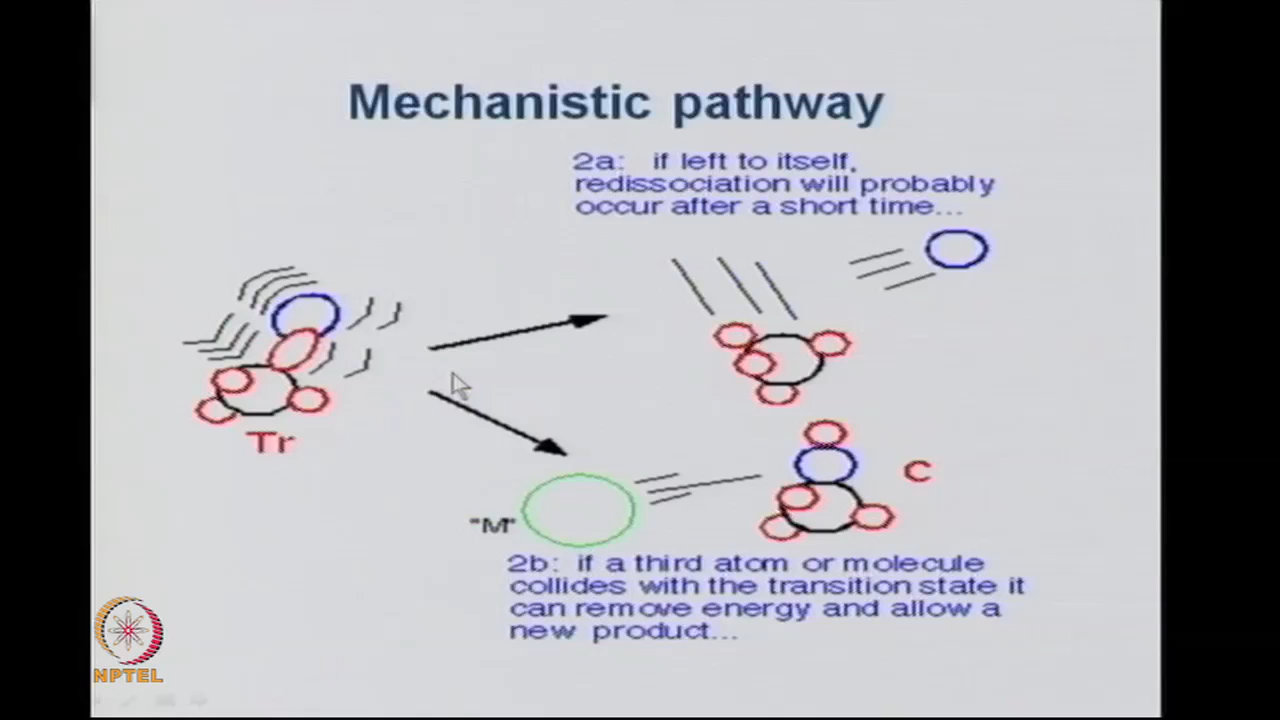 Mechanistic pathway
2a: if left to itself,
redissociation will probably
occur after a short time...
Tr
C
"M"
2b: if a third atom or molecule
collides with the transition state it
can remove energy and allow a
new product...
NPTEL